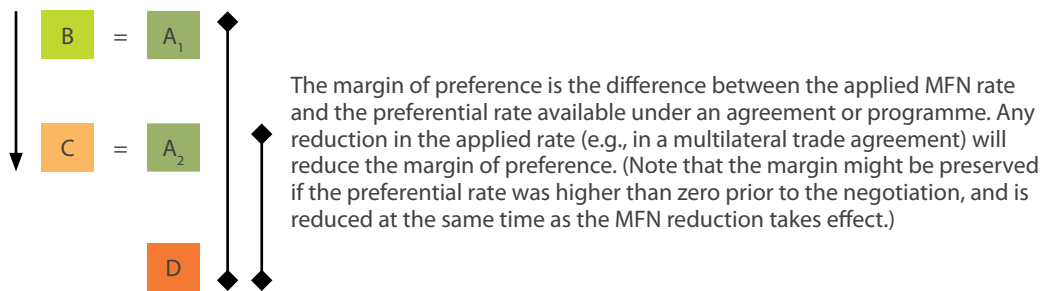 B = A₁
The margin of preference is the difference between the applied MFN rate
and the preferential rate available under an agreement or programme. Any
reduction in the applied rate (e.g., in a multilateral trade agreement) will
C = A₂
reduce the margin of preference. (Note that the margin might be preserved
if the preferential rate was higher than zero prior to the negotiation, and is
reduced at the same time as the MFN reduction takes effect.)
D